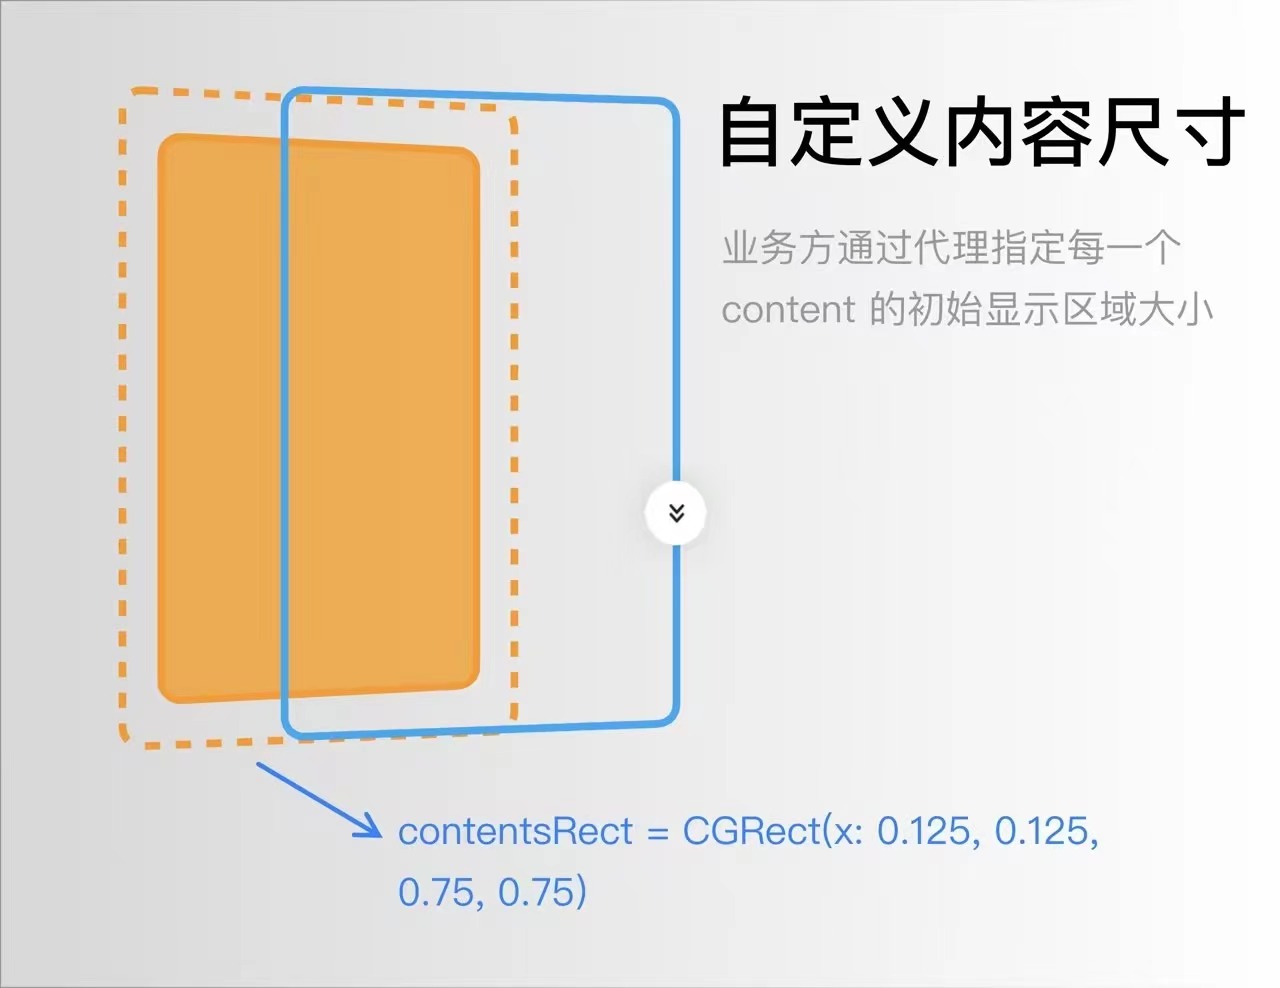 自定义内容尺寸
业务方通过代理指定每一个
content 的初始显示区域大小
contentsRect = CGRect(x: 0.125, 0.125,
0.75, 0.75)